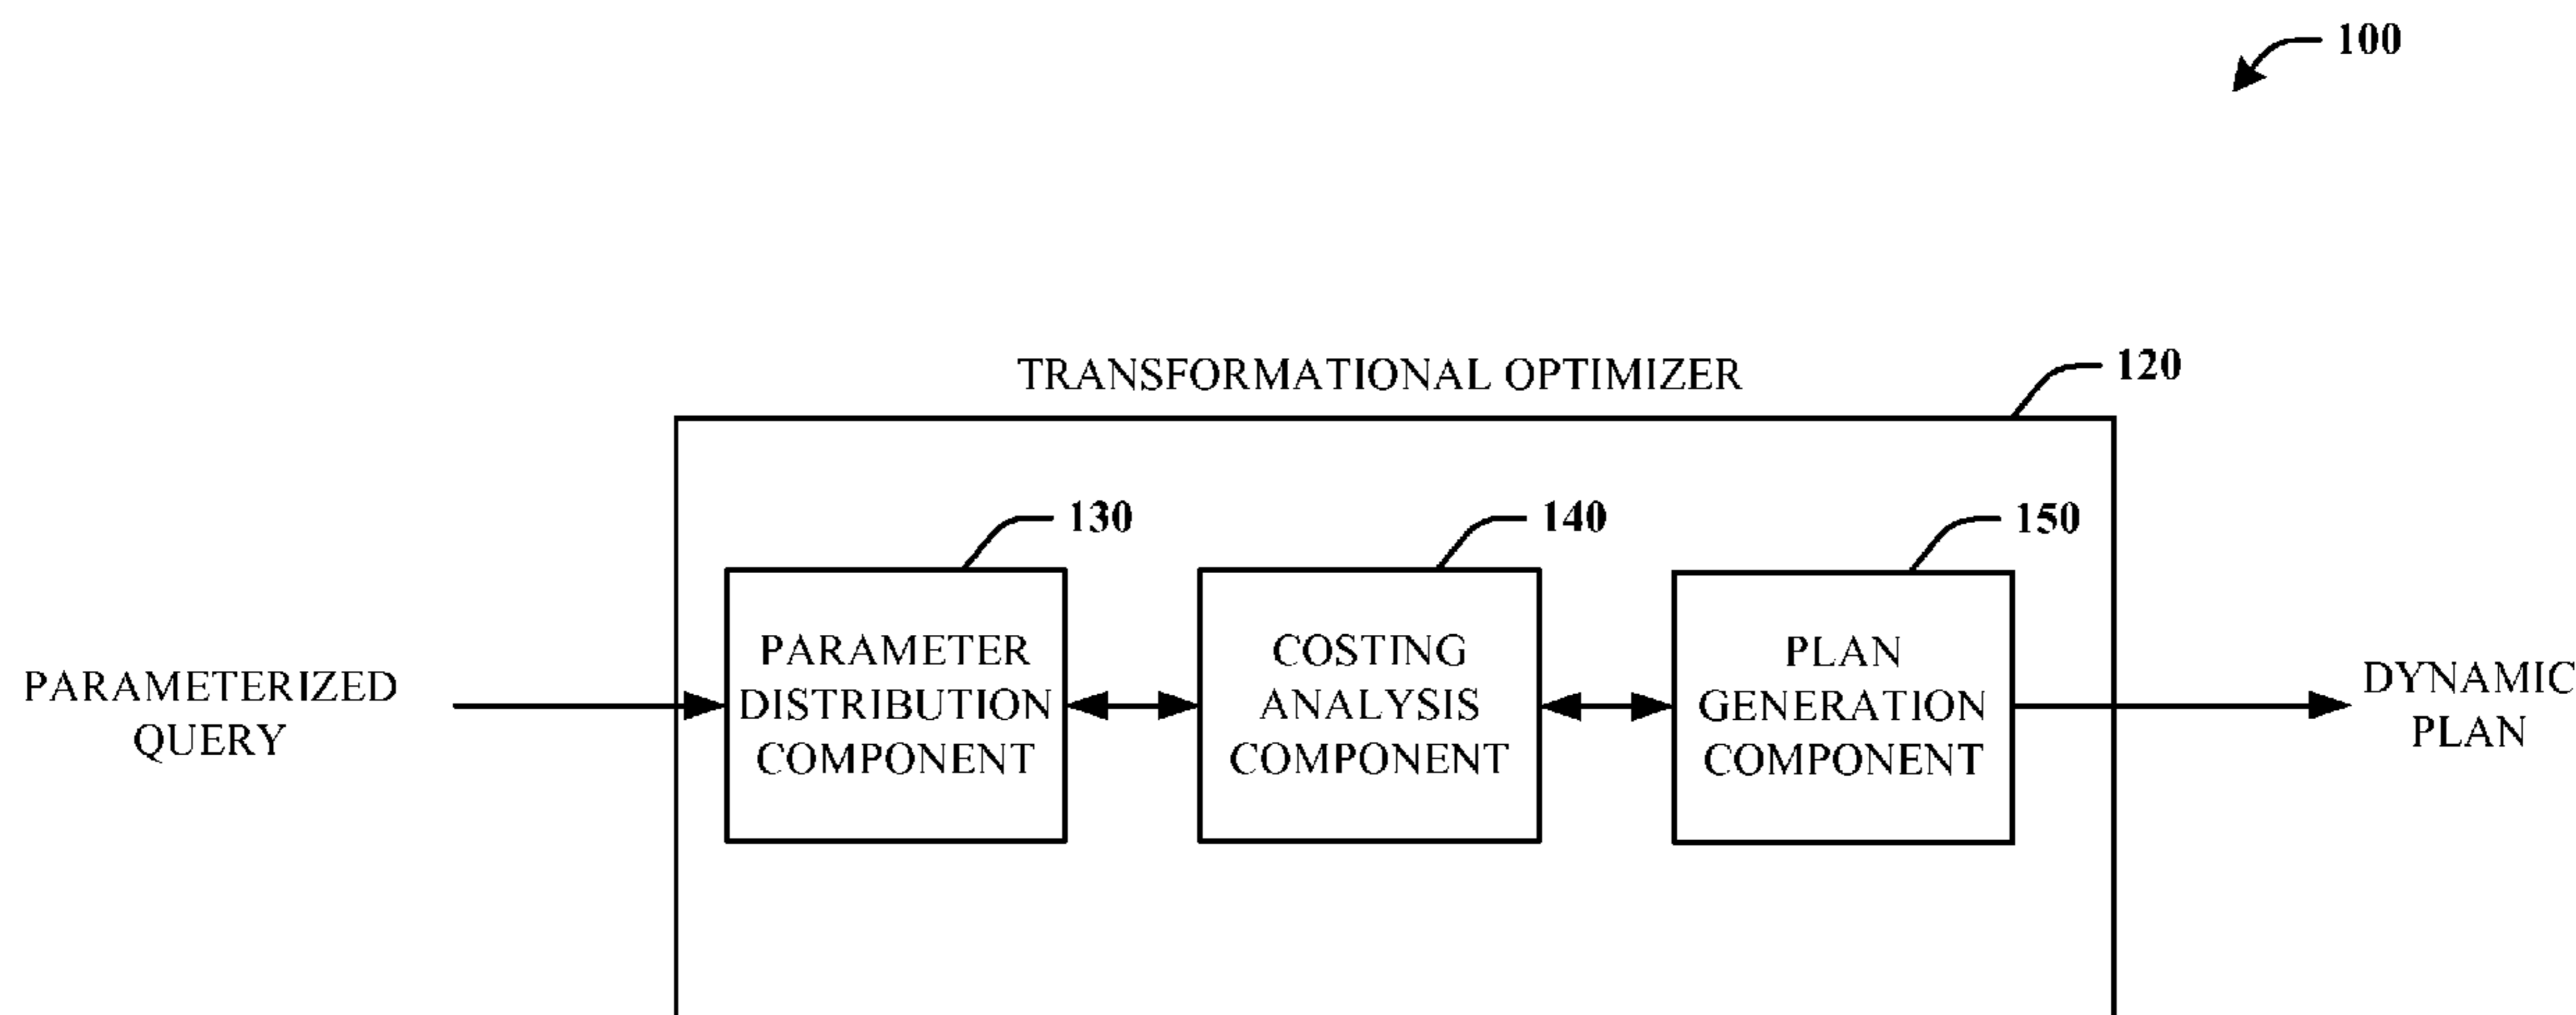 100
TRANSFORMATIONAL OPTIMIZER
120
130
140
150
PARAMETERIZED
QUERY
PARAMETER
DISTRIBUTION
COMPONENT
COSTING
ANALYSIS
COMPONENT
PLAN
GENERATION
COMPONENT
DYNAMIC
PLAN